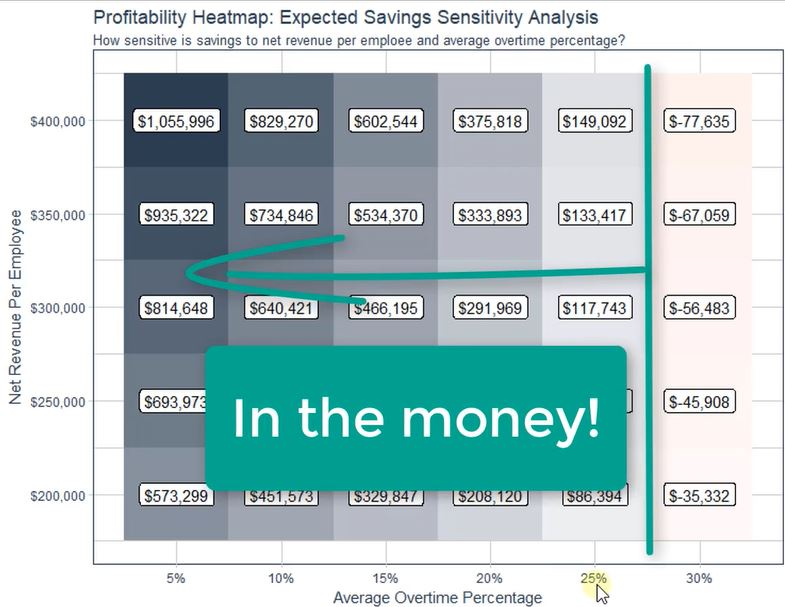 Profitability Heatmap: Expected Savings Sensitivity Analysis
How sensitive is savings to net revenue per emploee and average overtime percentage?
Net Revenue Per Employee
$400,000 $1,055,996 $829,270 $602,544 $375,818 $149,092 $-77,635
$350,000 $935,322 $734,846 $534,370 $333,893 $133,417 $-67,059
$300,000 $814,648 $640,421 $466,195 $291,969 $117,743 $-56,483
$250,000 $693,973 $-45,908
In the money!
$200,000 $573,299 $451,573 $329,847 $208,120 $86,394 $-35,332
5% 10% 15% 20% 25% 30%
Average Overtime Percentage